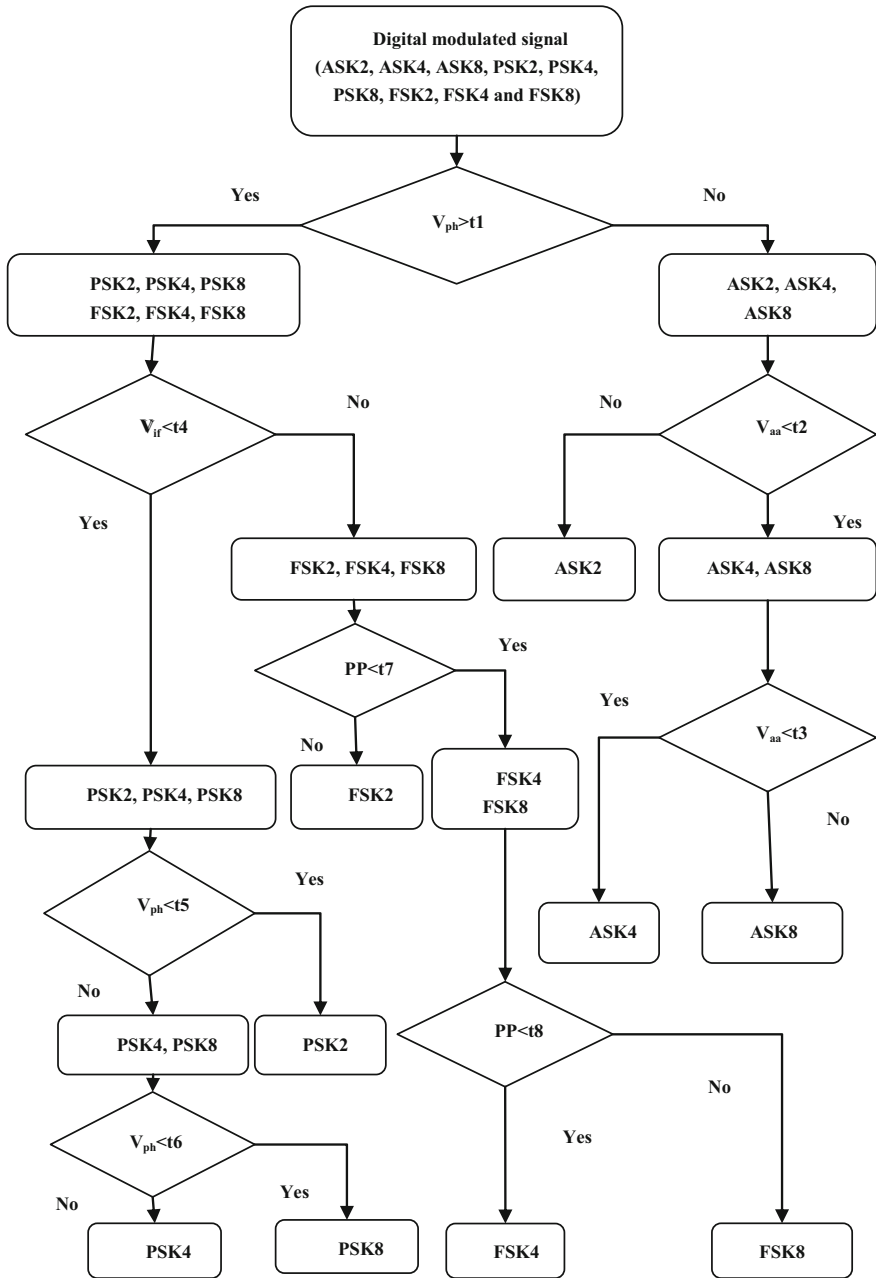 Digital modulated signal
(ASK2, ASK4, ASK8, PSK2, PSK4,
PSK8, FSK2, FSK4 and FSK8)
Yes
No
Vph>t1
PSK2, PSK4, PSK8
FSK2, FSK4, FSK8
ASK2, ASK4,
ASK8
Vif<t4
No
No
Vaa<t2
Yes
Yes
FSK2, FSK4, FSK8
ASK2
ASK4, ASK8
PP<t7
Yes
Yes
Vaa<t3
No
FSK2
FSK4
FSK8
PSK2, PSK4, PSK8
No
Yes
Vph<t5
ASK4
ASK8
No
PSK4, PSK8
PSK2
PP<t8
No
Vph<t6
Yes
No
Yes
PSK4
PSK8
FSK4
FSK8